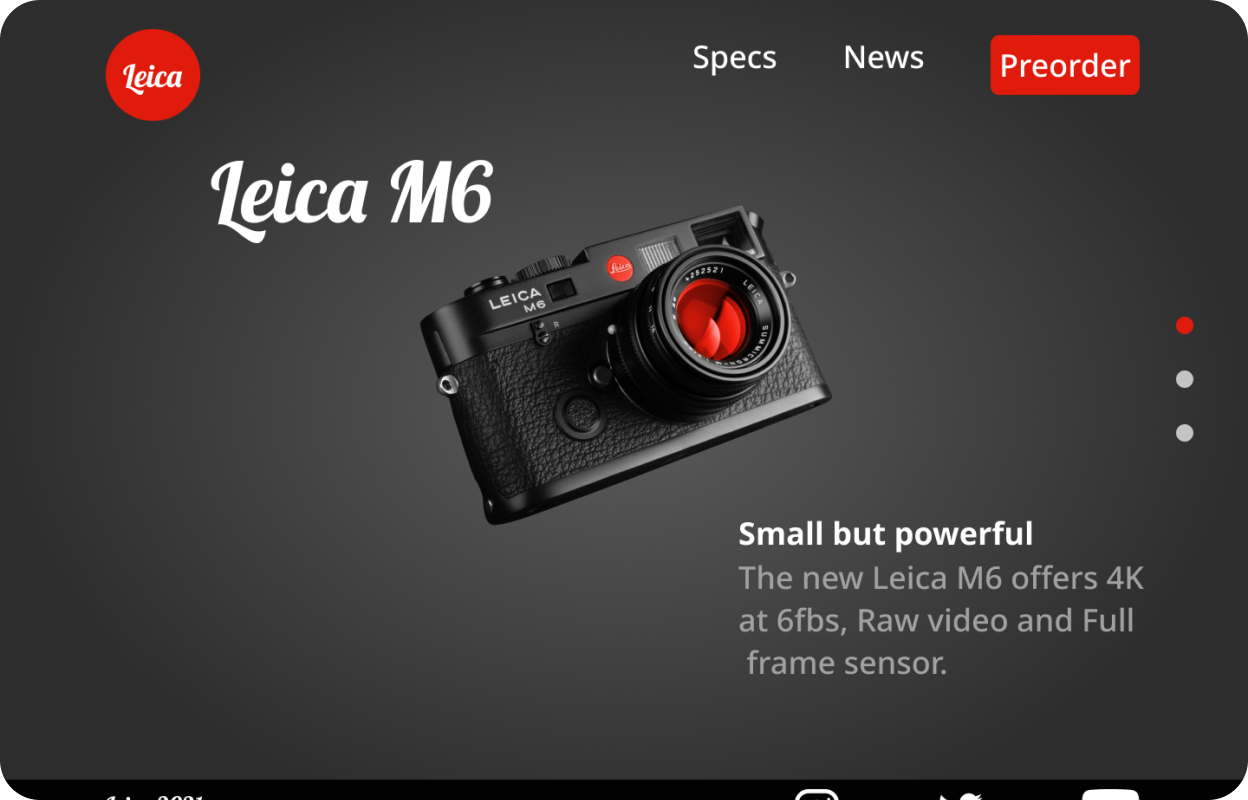 Leica
Specs
News
Preorder
Leica M6
Leica
LEICA
M6
R
LEICA
Small but powerful
The new Leica M6 offers 4K
at 6fbs, Raw video and Full
frame sensor.